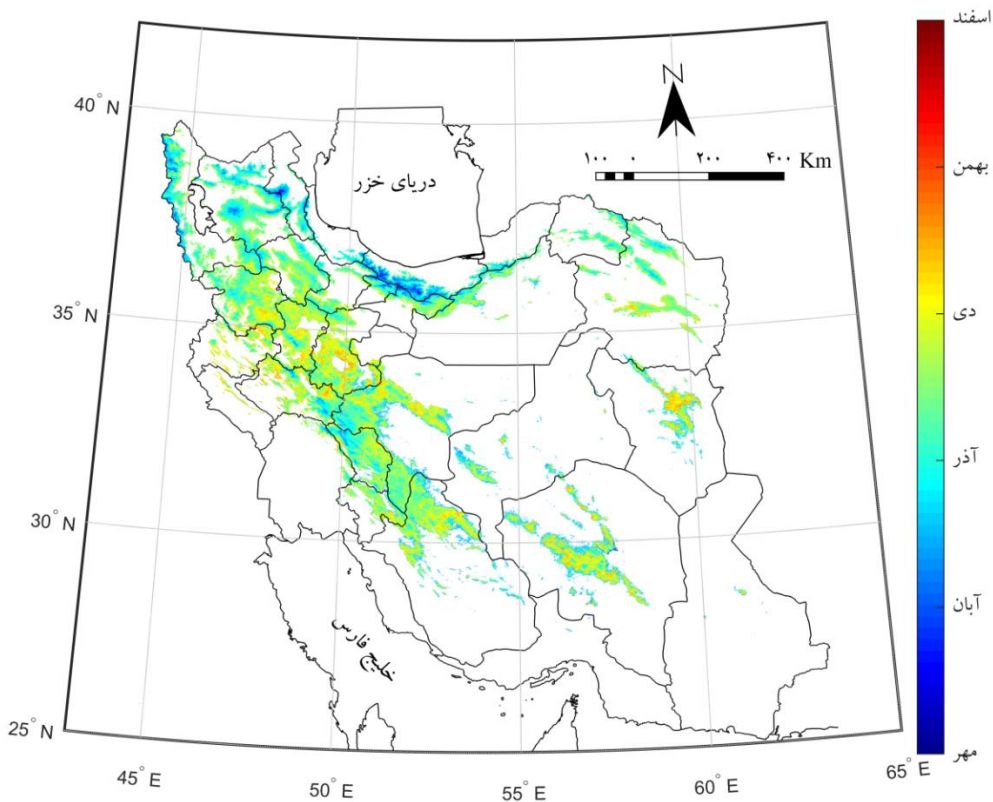 اسفند
بهمن
دی
آذر
آبان
مهر
N
۱۰۰ ۰ ۲۰۰ ۴۰۰ Km
دریای خزر
خلیج فارس
40° N
35° N
30° N
25° N
45° E
50° E
55° E
60° E
65° E